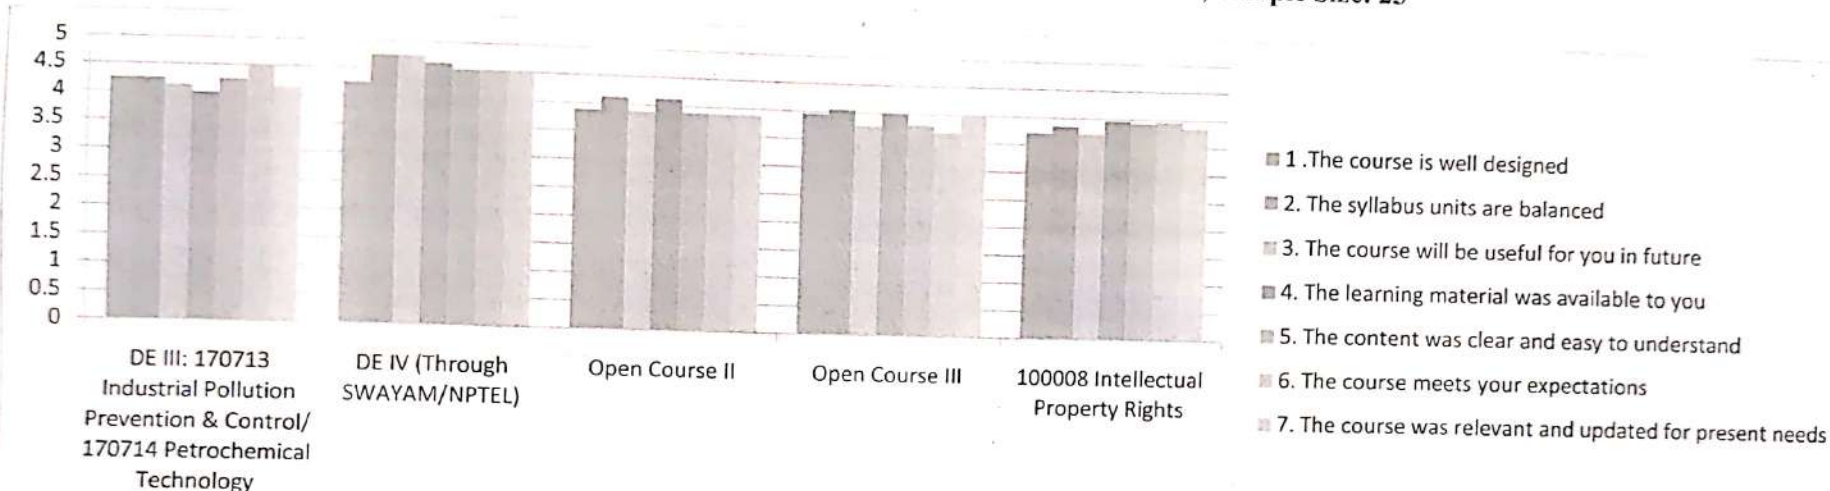 5
4.5
4
3.5
3
2.5
2
1.5
1
0.5
0
DE III: 170713
Industrial Pollution
Prevention & Control/
170714 Petrochemical
Technology
DE IV (Through
SWAYAM/NPTEL)
Open Course II
Open Course III
100008 Intellectual
Property Rights
1 .The course is well designed
2. The syllabus units are balanced
3. The course will be useful for you in future
4. The learning material was available to you
5. The content was clear and easy to understand
6. The course meets your expectations
7. The course was relevant and updated for present needs